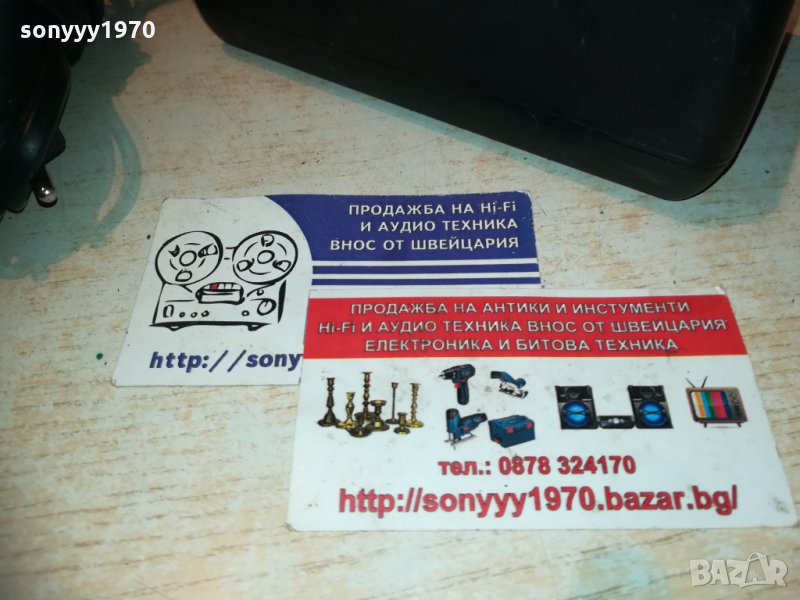 sonyyy1970
ПРОДАЖБА НА Hi-Fi
И АУДИО ТЕХНИКА
ВНОС ОТ ШВЕЙЦАРИЯ
http://sony
ПРОДАЖБА НА АНТИКИ И ИНСТУМЕНТИ
Hi-Fi И АУДИО ТЕХНИКА ВНОС ОТ ШВЕЙЦАРИЯ
ЕЛЕКТРОНИКА И БИТОВА ТЕХНИКА
тел.: 0878 324170
http://sonyyy1970.bazar.bg/
BAZAR